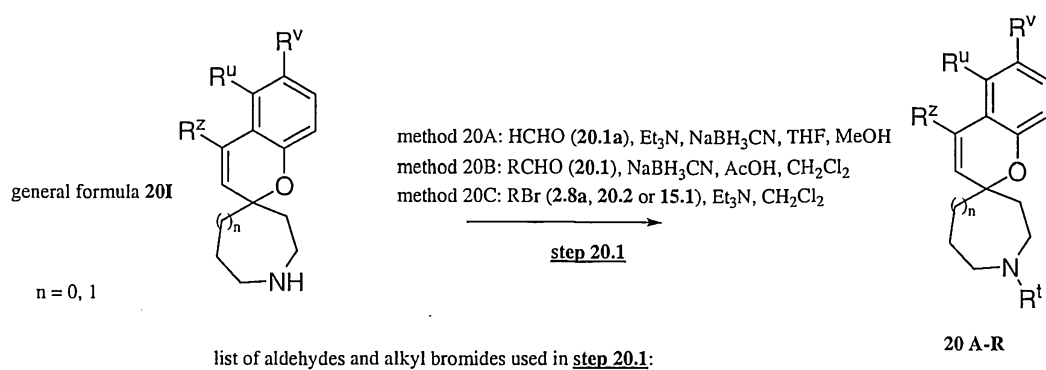 R^v
R^u
R^z
O
( )n
NH
general formula 20I
n = 0, 1
method 20A: HCHO (20.1a), Et3N, NaBH3CN, THF, MeOH
method 20B: RCHO (20.1), NaBH3CN, AcOH, CH2Cl2
method 20C: RBr (2.8a, 20.2 or 15.1), Et3N, CH2Cl2
step 20.1
R^v
R^u
R^z
O
( )n
N
R^t
20 A-R
list of aldehydes and alkyl bromides used in step 20.1: